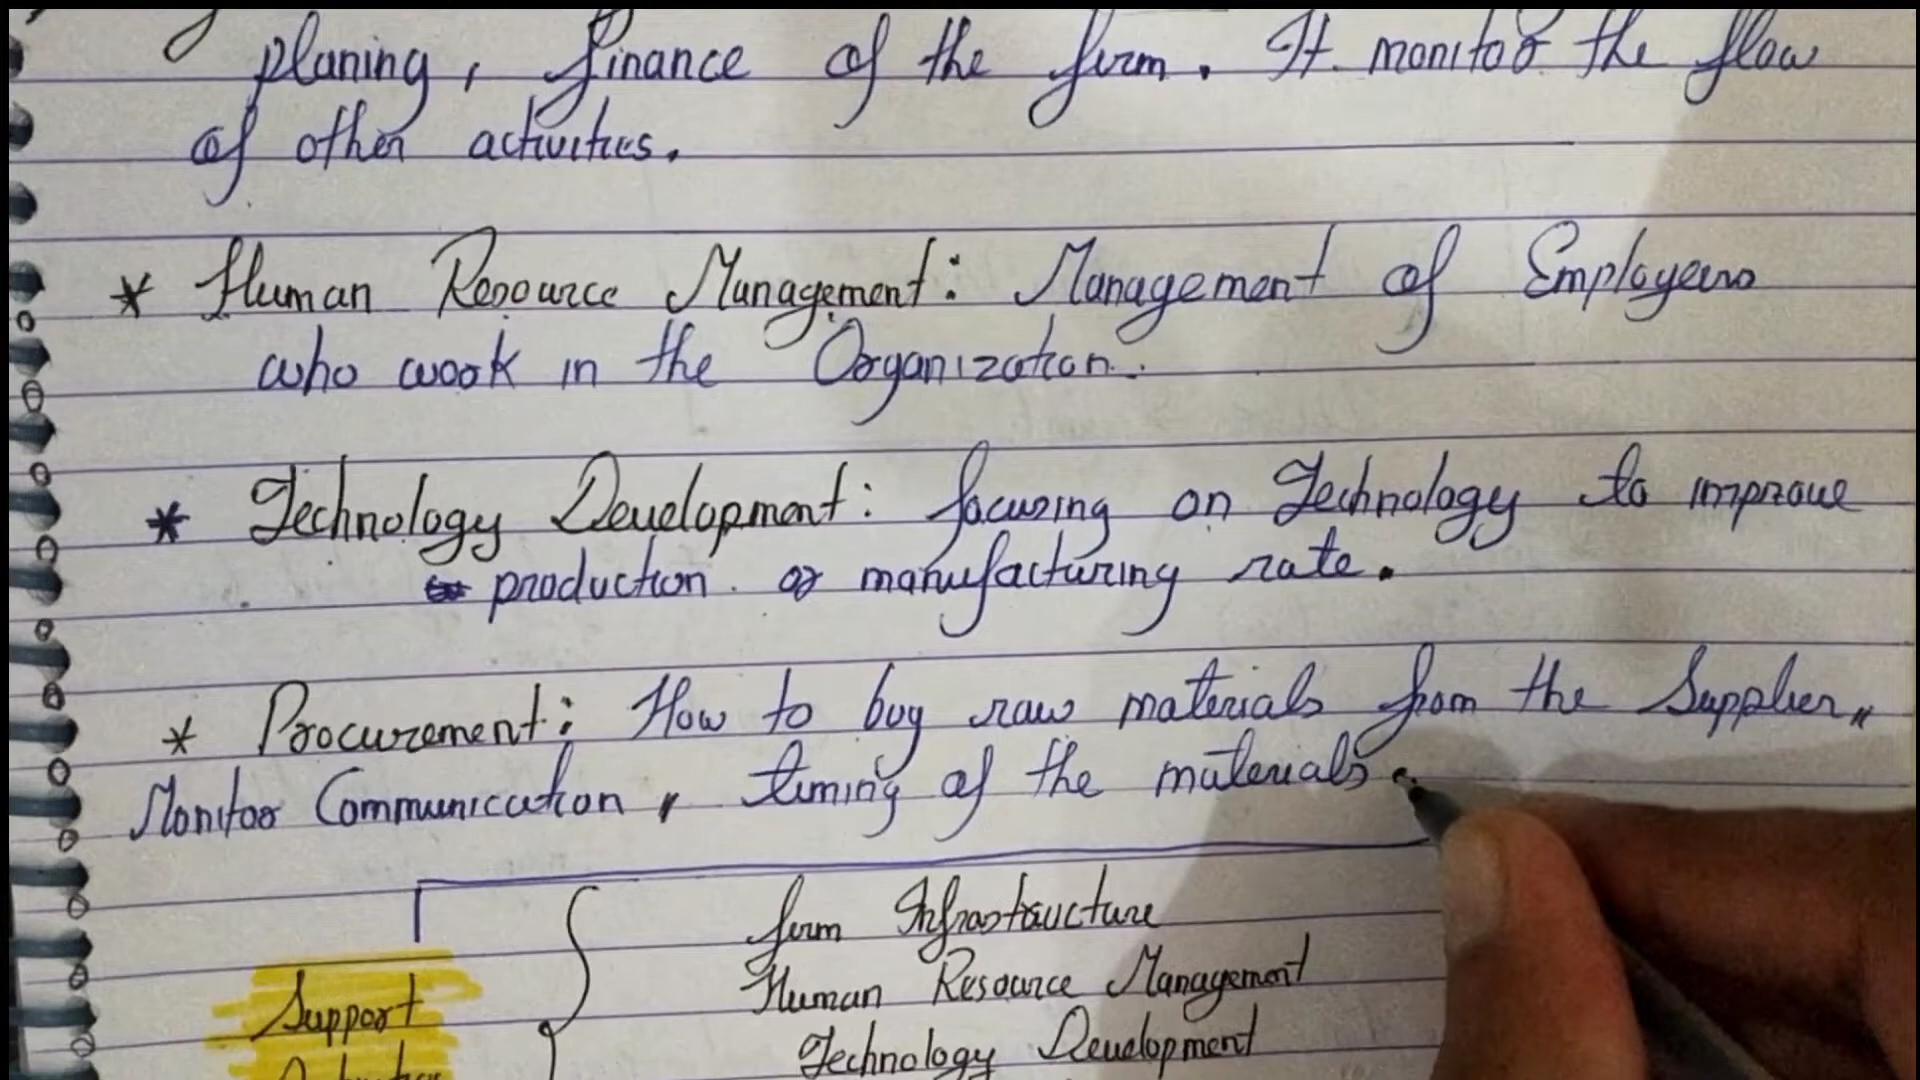 planing, finance of the firm. It monitor the flow
of other activities.
* Human Resource Management: Management of Employees
who work in the Organization.
* Technology Development: focusing on Technology to improve
production or manufacturing rate.
* Procurement: How to buy raw materials from the Supplier,,
Monitor Communication, timing of the materials.
firm Infrastructure
Human Resource Management
Support
Technology Development